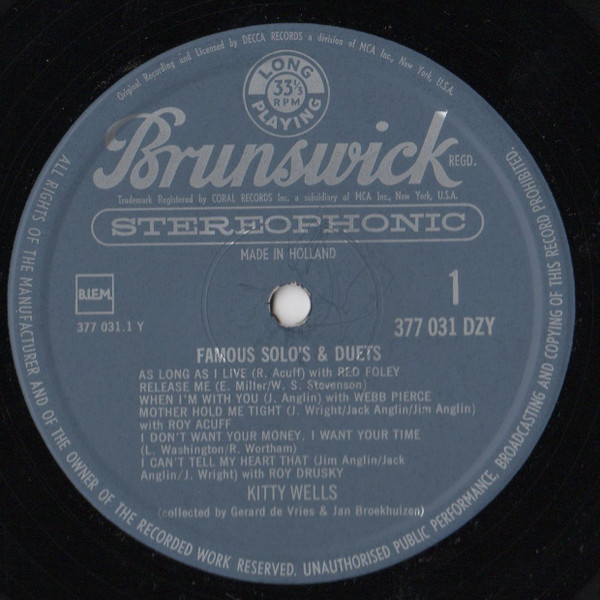 Original Recording and Licensed by DECCA RECORDS a division of MCA Inc., New York, U.S.A.
LONG
33 1/3
RPM
PLAYING
Brunswick REGD.
Trademark Registered by CORAL RECORDS Inc. a subsidiary of MCA Inc., New York, U.S.A.
STEREOPHONIC
MADE IN HOLLAND
B.I.E.M.
1
377 031.1 Y
377 031 DZY
FAMOUS SOLO'S & DUETS
AS LONG AS I LIVE (R. Acuff) with RED FOLEY
RELEASE ME (E. Miller/W. S. Stevenson)
WHEN I'M WITH YOU (J. Anglin) with WEBB PIERCE
MOTHER HOLD ME TIGHT (J. Wright/Jack Anglin/Jim Anglin)
with ROY ACUFF
I DON'T WANT YOUR MONEY, I WANT YOUR TIME
(L. Washington/R. Wortham)
I CAN'T TELL MY HEART THAT (Jim Anglin/Jack
Anglin/J. Wright) with ROY DRUSKY
KITTY WELLS
(collected by Gerard de Vries & Jan Broekhuizen)
ALL RIGHTS OF THE MANUFACTURER AND OF THE OWNER OF THE RECORDED WORK RESERVED. UNAUTHORISED PUBLIC PERFORMANCE, BROADCASTING AND COPYING OF THIS RECORD PROHIBITED.